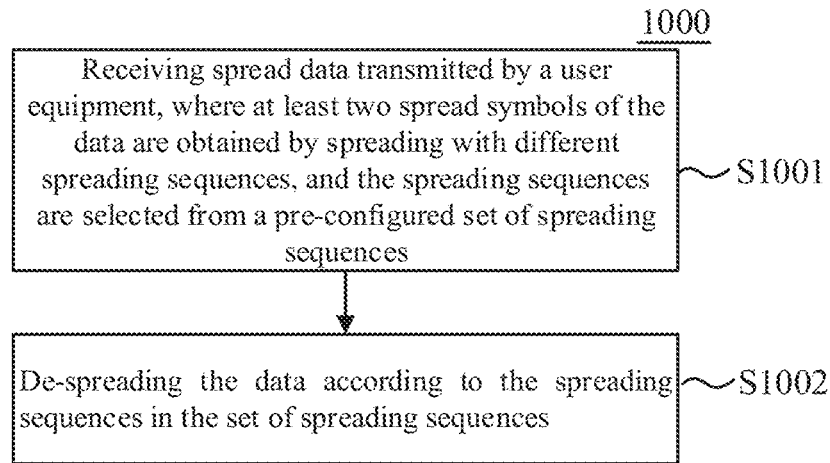 1000
Receiving spread data transmitted by a user
equipment, where at least two spread symbols of the
data are obtained by spreading with different
spreading sequences, and the spreading sequences
are selected from a pre-configured set of spreading
sequences
S1001
De-spreading the data according to the spreading
sequences in the set of spreading sequences
S1002